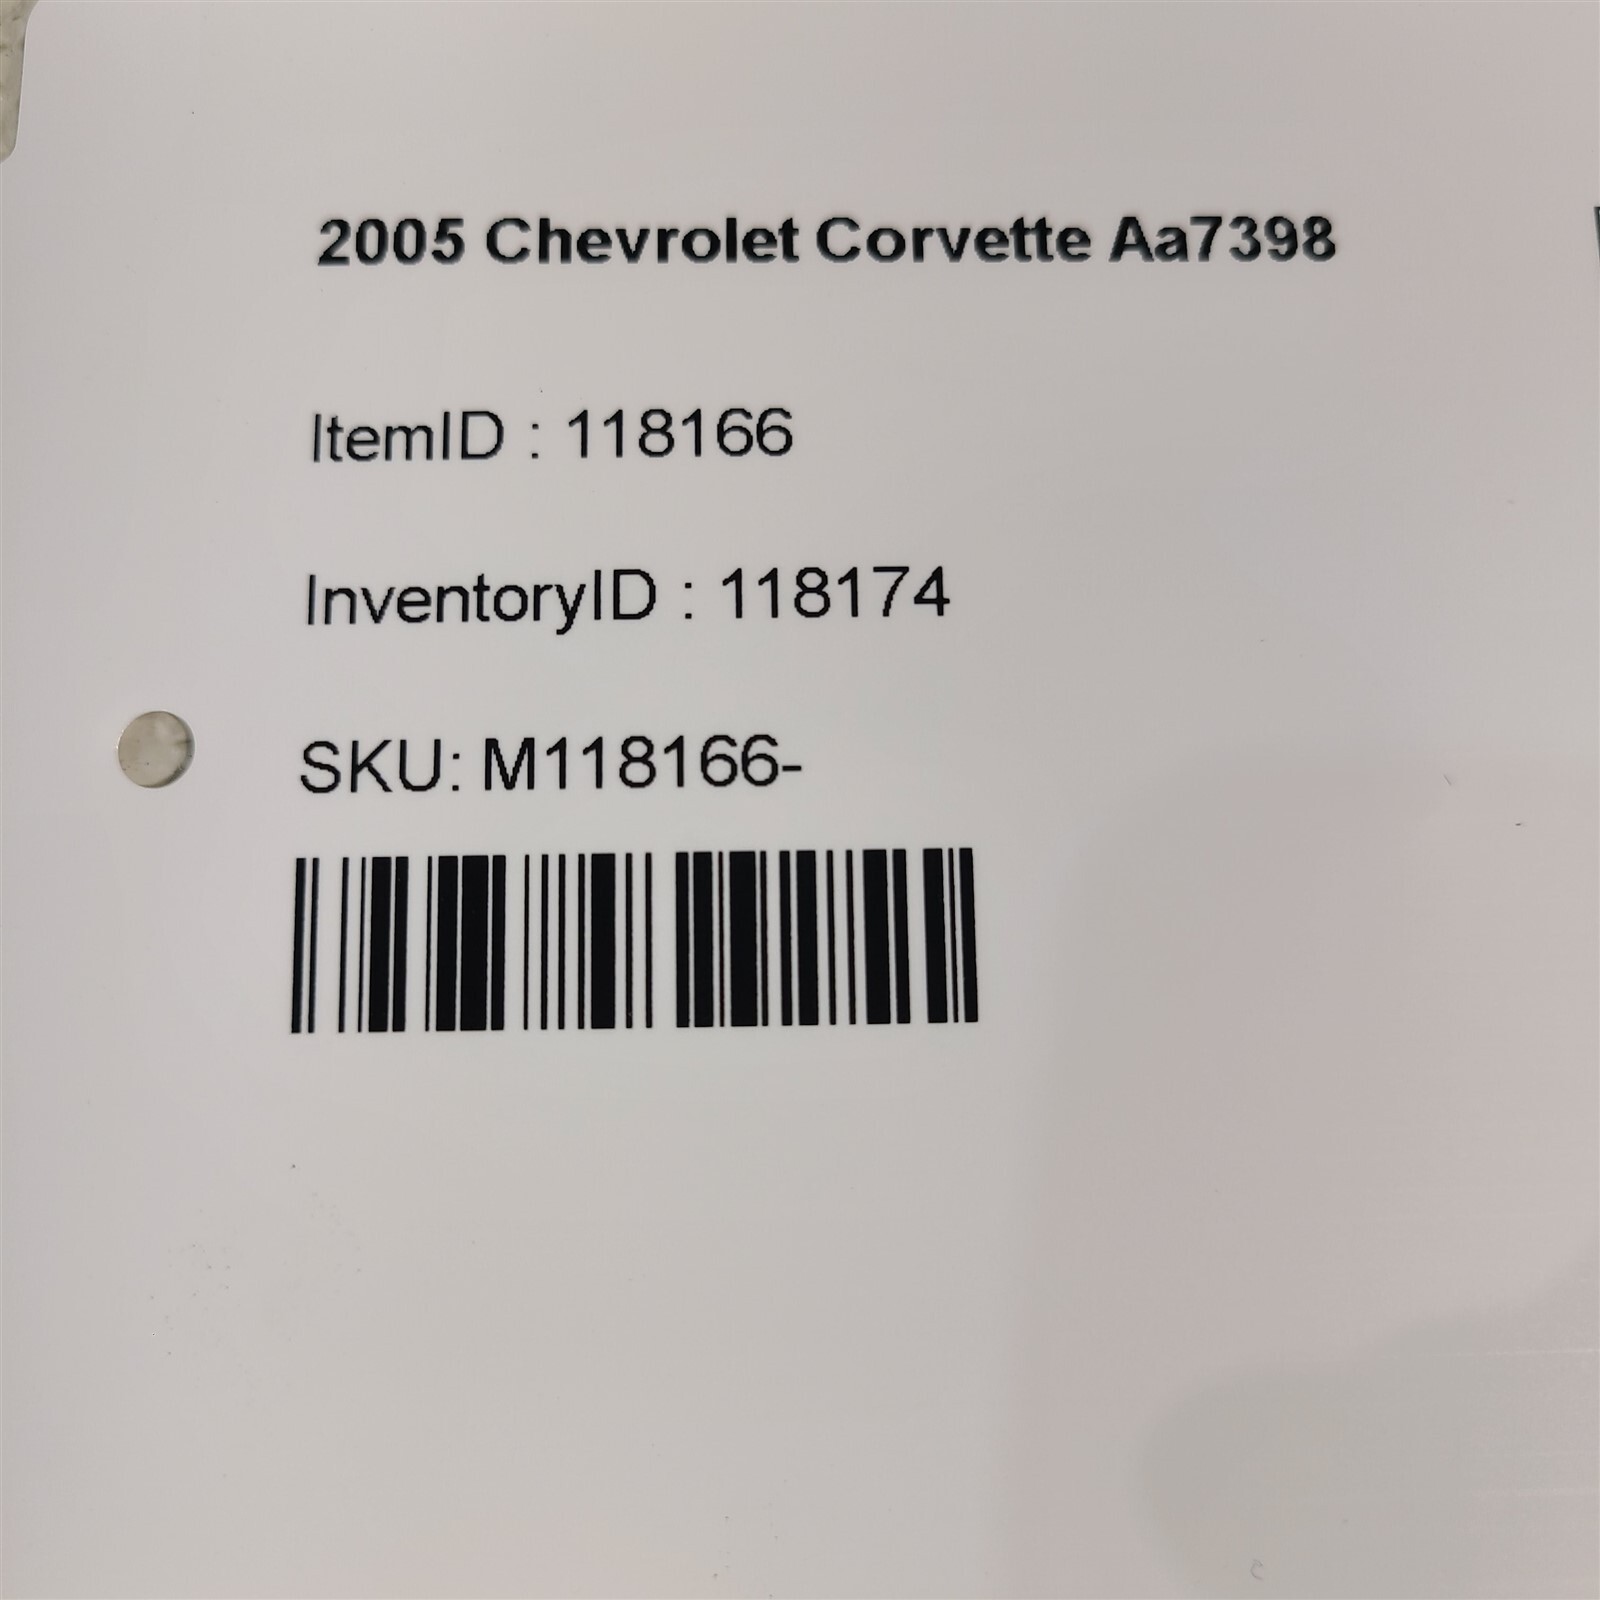 2005 Chevrolet Corvette Aa7398
ItemID : 118166
InventoryID : 118174
SKU: M118166-